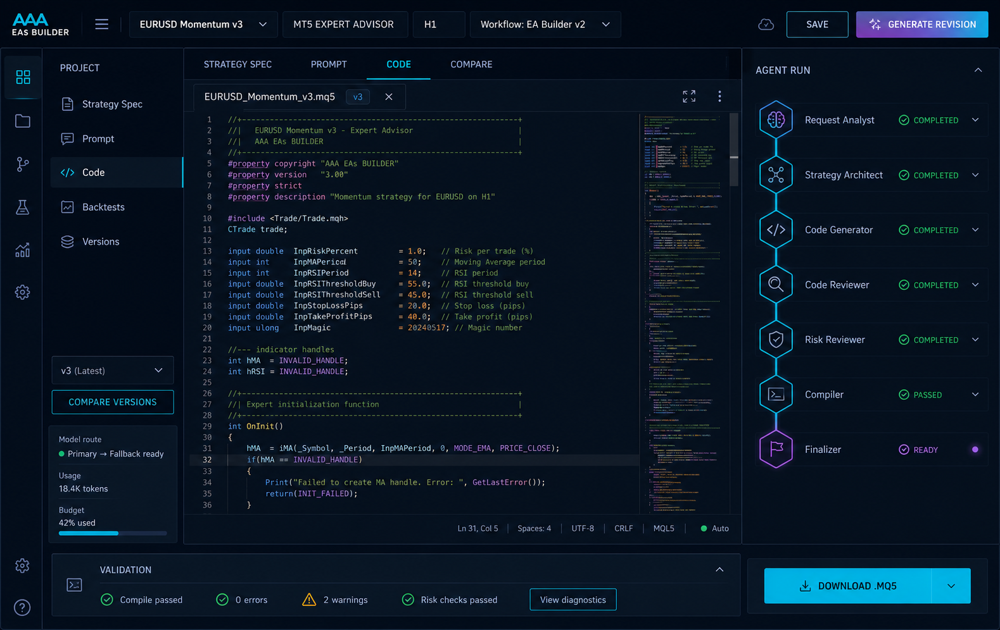 AAA
EAS BUILDER
EURUSD Momentum v3
MT5 EXPERT ADVISOR
H1
Workflow: EA Builder v2
SAVE
GENERATE REVISION
PROJECT
Strategy Spec
Prompt
Code
Backtests
Versions
v3 (Latest)
COMPARE VERSIONS
Model route
Primary → Fallback ready
Usage
18.4K tokens
Budget
42% used
STRATEGY SPEC
PROMPT
CODE
COMPARE
EURUSD_Momentum_v3.mq5
v3
1 //+------------------------------------------------------------+
2 //|   EURUSD Momentum v3 - Expert Advisor                       |
3 //|   AAA EAs BUILDER                                           |
4 //+------------------------------------------------------------+
5 #property copyright "AAA EAs BUILDER"
6 #property version   "3.00"
7 #property strict
8 #property description "Momentum strategy for EURUSD on H1"
9
10 #include <Trade/Trade.mqh>
11 CTrade trade;
12
13 input double  InpRiskPercent         = 1.0;   // Risk per trade (%)
14 input int     InpMAPeriod            = 50;    // Moving Average period
15 input int     InpRSIPeriod           = 14;    // RSI period
16 input double  InpRSIThresholdBuy     = 55.0;  // RSI threshold buy
17 input double  InpRSIThresholdSell    = 45.0;  // RSI threshold sell
18 input double  InpStopLossPips        = 20.0;  // Stop loss (pips)
19 input double  InpTakeProfitPips      = 40.0;  // Take profit (pips)
20 input ulong   InpMagic               = 20240517; // Magic number
21
22 //--- indicator handles
23 int hMA  = INVALID_HANDLE;
24 int hRSI = INVALID_HANDLE;
25
26 //+------------------------------------------------------------+
27 //| Expert initialization function                              |
28 //+------------------------------------------------------------+
29 int OnInit()
30 {
31     hMA  = iMA(_Symbol, _Period, InpMAPeriod, 0, MODE_EMA, PRICE_CLOSE);
32     if(hMA == INVALID_HANDLE)
33     {
34         Print("Failed to create MA handle. Error: ", GetLastError());
35         return(INIT_FAILED);
36     }
Ln 31, Col 5
Spaces: 4
UTF-8
CRLF
MQL5
Auto
AGENT RUN
Request Analyst
COMPLETED
Strategy Architect
COMPLETED
Code Generator
COMPLETED
Code Reviewer
COMPLETED
Risk Reviewer
COMPLETED
Compiler
PASSED
Finalizer
READY
VALIDATION
Compile passed
0 errors
2 warnings
Risk checks passed
View diagnostics
DOWNLOAD .MQ5